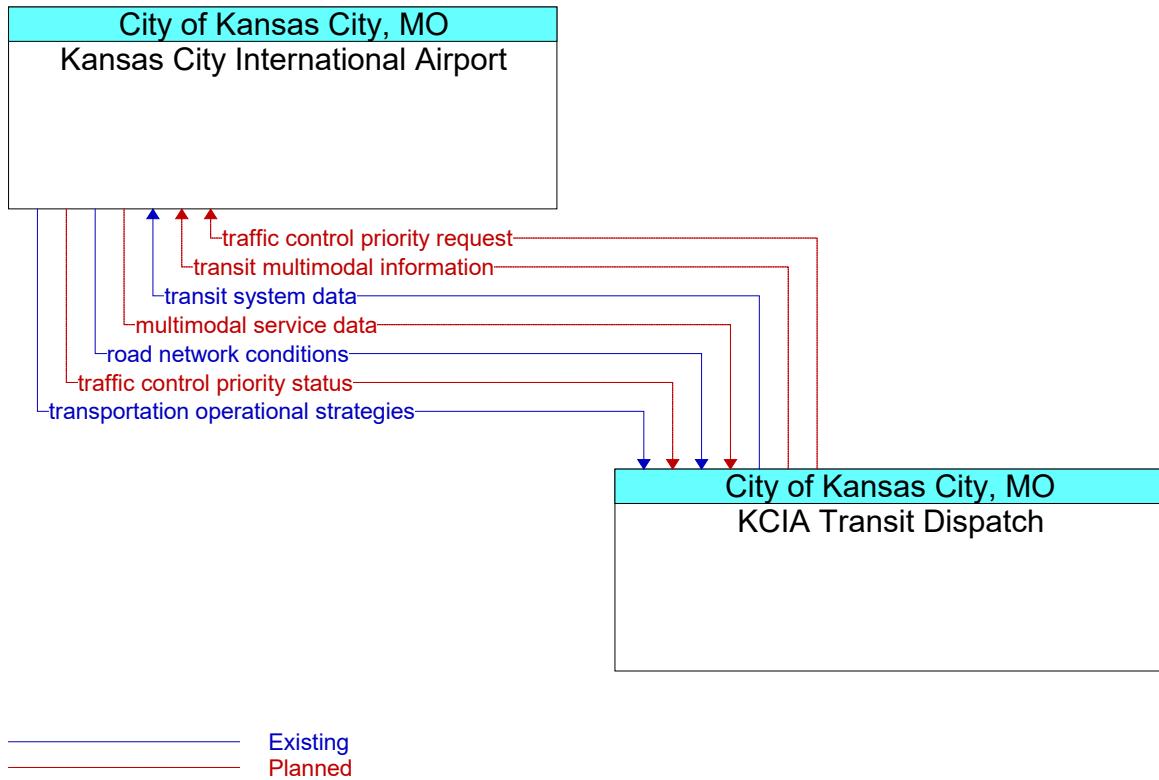 City of Kansas City, MO
Kansas City International Airport
traffic control priority request
transit multimodal information
transit system data
multimodal service data
road network conditions
traffic control priority status
transportation operational strategies
City of Kansas City, MO
KCIA Transit Dispatch
Existing
Planned